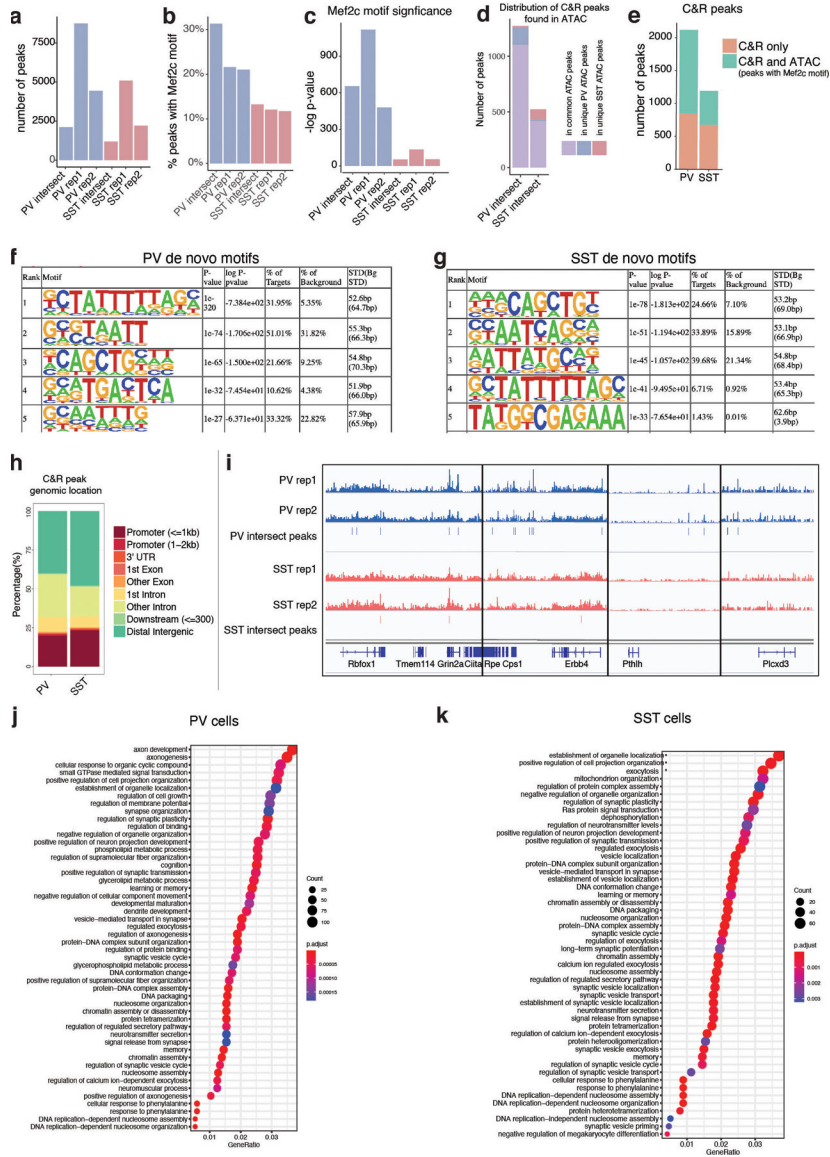 a
number of peaks
7500
5000
2500
0
PV intersect
PV rep1
PV rep2
SST intersect
SST rep1
SST rep2
b
% peaks with Mef2c motif
30%
20%
10%
0
PV intersect
PV rep1
PV rep2
SST intersect
SST rep1
SST rep2
c
Mef2c motif signficance
-log p-value
900
600
300
0
PV intersect
PV rep1
PV rep2
SST intersect
SST rep1
SST rep2
d
Distribution of C&R peaks
found in ATAC
Number of peaks
1000
500
0
PV intersect
SST intersect
in common ATAC peaks
in unique PV ATAC peaks
in unique SST ATAC peaks
e
C&R peaks
number of peaks
2000
1500
1000
500
0
PV
SST
C&R only
C&R and ATAC
(peaks with Mef2c motif)
f
PV de novo motifs
Rank Motif P-value log P-pvalue % of Targets % of Background STD(Bg STD)
1 GCTATTTTTAGC 1e-320 -7.384e+02 31.95% 5.35% 52.6bp (64.7bp)
2 1e-74 -1.706e+02 51.01% 31.82% 55.3bp (66.3bp)
3 1e-65 -1.500e+02 21.66% 9.25% 54.8bp (70.3bp)
4 1e-32 -7.454e+01 10.62% 4.38% 51.9bp (66.0bp)
5 1e-27 -6.371e+01 33.32% 22.82% 57.9bp (65.9bp)
g
SST de novo motifs
Rank Motif P-value log P-pvalue % of Targets % of Background STD(Bg STD)
1 1e-78 -1.813e+02 24.66% 7.10% 53.2bp (69.0bp)
2 1e-51 -1.194e+02 33.89% 15.89% 53.1bp (66.9bp)
3 1e-45 -1.057e+02 39.68% 21.34% 54.8bp (68.4bp)
4 1e-41 -9.495e+01 6.71% 0.92% 53.4bp (65.3bp)
5 TATGGCGAGAAA 1e-33 -7.654e+01 1.43% 0.01% 62.6bp (3.9bp)
h
C&R peak
genomic location
Percentage(%)
100
75
50
25
0
PV
SST
Promoter (<=1kb)
Promoter (1-2kb)
3' UTR
1st Exon
Other Exon
1st Intron
Other Intron
Downstream (<=300)
Distal Intergenic
i
PV rep1
PV rep2
PV intersect peaks
SST rep1
SST rep2
SST intersect peaks
Rbfox1 Tmem114 Grin2a Ciita Rpe Cps1 Erbb4 Pthlh Plcxd3
j
PV cells
axon development
axonogenesis
cellular response to organic cyclic compound
small GTPase mediated signal transduction
positive regulation of cell projection organization
establishment of organelle localization
regulation of cell growth
regulation of membrane potential
synapse organization
regulation of synaptic plasticity
regulation of binding
negative regulation of organelle organization
positive regulation of neuron projection development
phospholipid metabolic process
regulation of supramolecular fiber organization
cognition
positive regulation of synaptic transmission
glycerolipid metabolic process
learning or memory
negative regulation of cellular component movement
developmental maturation
dendrite development
vesicle-mediated transport in synapse
regulated exocytosis
regulation of axonogenesis
protein-DNA complex subunit organization
regulation of protein binding
synaptic vesicle cycle
glycerophospholipid metabolic process
DNA conformation change
positive regulation of supramolecular fiber organization
protein-DNA complex assembly
DNA packaging
nucleosome organization
chromatin assembly or disassembly
protein tetramerization
regulation of regulated secretory pathway
neurotransmitter secretion
signal release from synapse
memory
chromatin assembly
regulation of synaptic vesicle cycle
nucleosome assembly
regulation of calcium ion-dependent exocytosis
neuromuscular process
positive regulation of axonogenesis
cellular response to phenylalanine
response to phenylalanine
DNA replication-dependent nucleosome assembly
DNA replication-dependent nucleosome organization
0.01 0.02 0.03
GeneRatio
Count
25
50
75
100
p.adjust
0.00005
0.00010
0.00015
k
SST cells
establishment of organelle localization
positive regulation of cell projection organization
exocytosis
mitochondrion organization
regulation of protein complex assembly
negative regulation of organelle organization
regulation of synaptic plasticity
Ras protein signal transduction
dephosphorylation
regulation of neurotransmitter levels
positive regulation of neuron projection development
positive regulation of synaptic transmission
regulated exocytosis
vesicle localization
protein-DNA complex subunit organization
vesicle-mediated transport in synapse
establishment of vesicle localization
DNA conformation change
learning or memory
chromatin assembly or disassembly
DNA packaging
nucleosome organization
protein-DNA complex assembly
synaptic vesicle cycle
regulation of exocytosis
long-term synaptic potentiation
chromatin assembly
calcium ion regulated exocytosis
nucleosome assembly
regulation of regulated secretory pathway
synaptic vesicle localization
synaptic vesicle transport
establishment of synaptic vesicle localization
neurotransmitter secretion
signal release from synapse
protein tetramerization
regulation of calcium ion-dependent exocytosis
protein heterooligomerization
synaptic vesicle exocytosis
memory
regulation of synaptic vesicle cycle
regulation of synaptic vesicle transport
cellular response to phenylalanine
response to phenylalanine
DNA replication-dependent nucleosome assembly
DNA replication-dependent nucleosome organization
protein heterotetramerization
DNA replication-independent nucleosome assembly
synaptic vesicle priming
negative regulation of megakaryocyte differentiation
0.01 0.02 0.03
GeneRatio
Count
20
40
60
p.adjust
0.001
0.002
0.003